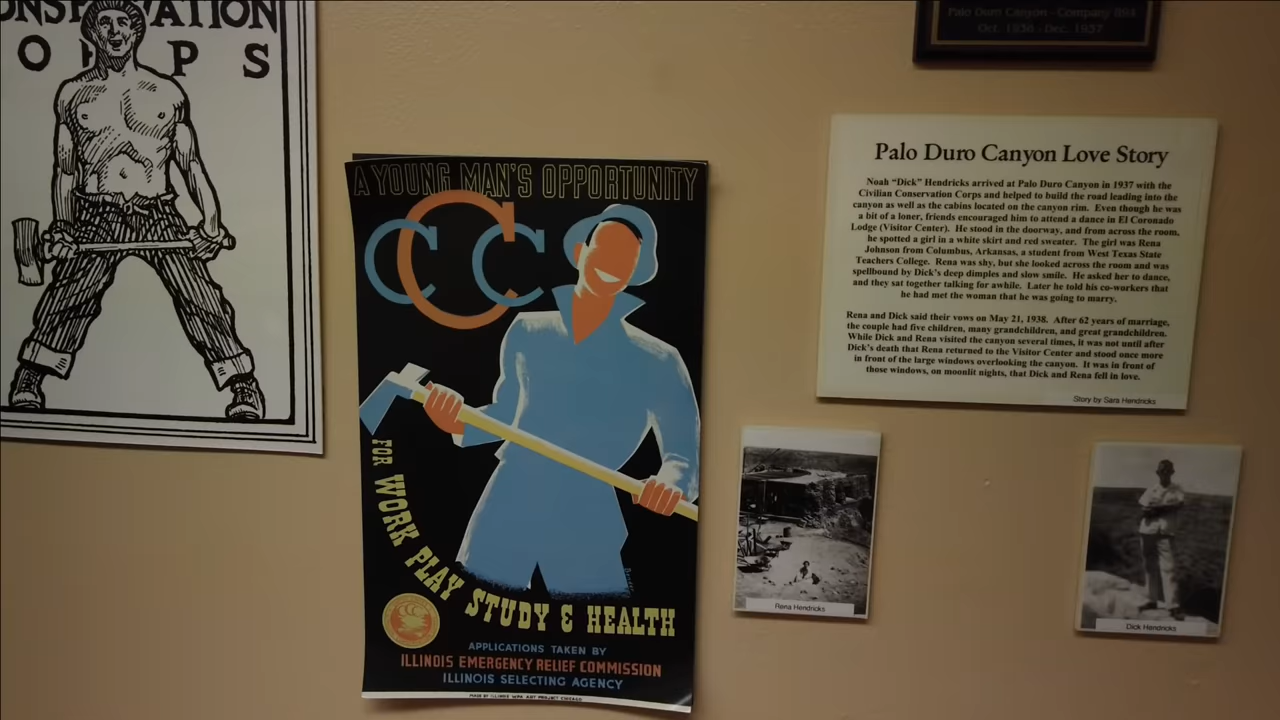 CONSERVATION
CORPS
A YOUNG MAN'S OPPORTUNITY
CCC
FOR WORK PLAY STUDY & HEALTH
APPLICATIONS TAKEN BY
ILLINOIS EMERGENCY RELIEF COMMISSION
ILLINOIS SELECTING AGENCY
MADE BY ILLINOIS WPA ART PROJECT CHICAGO
Palo Duro Canyon - Company 894
Oct. 1936 - Dec. 1937
Palo Duro Canyon Love Story
Noah “Dick” Hendricks arrived at Palo Duro Canyon in 1937 with the
Civilian Conservation Corps and helped to build the road leading into the
canyon as well as the cabins located on the canyon rim. Even though he was
a bit of a loner, friends encouraged him to attend a dance in El Coronado
Lodge (Visitor Center). He stood in the doorway, and from across the room,
he spotted a girl in a white skirt and red sweater. The girl was Rena
Johnson from Columbus, Arkansas, a student from West Texas State
Teachers College. Rena was shy, but she looked across the room and was
spellbound by Dick's deep dimples and slow smile. He asked her to dance,
and they sat together talking for awhile. Later he told his co-workers that
he had met the woman that he was going to marry.
Rena and Dick said their vows on May 21, 1938. After 62 years of marriage,
the couple had five children, many grandchildren, and great grandchildren.
While Dick and Rena visited the canyon several times, it was not until after
Dick's death that Rena returned to the Visitor Center and stood once more
in front of the large windows overlooking the canyon. It was in front of
those windows, on moonlit nights, that Dick and Rena fell in love.
Story by Sara Hendricks
Rena Hendricks
Dick Hendricks